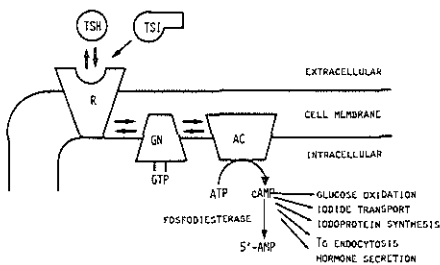 TSH
TSI
EXTRACELLULAR
R
CELL MEMBRANE
GN
AC
INTRACELLULAR
GTP
ATP
cAMP
GLUCOSE OXIDATION
IODIDE TRANSPORT
FOSFODIESTERASE
IODOPROTEIN SYNTHESIS
5'-AMP
TG ENDOCYTOSIS
HORMONE SECRETION